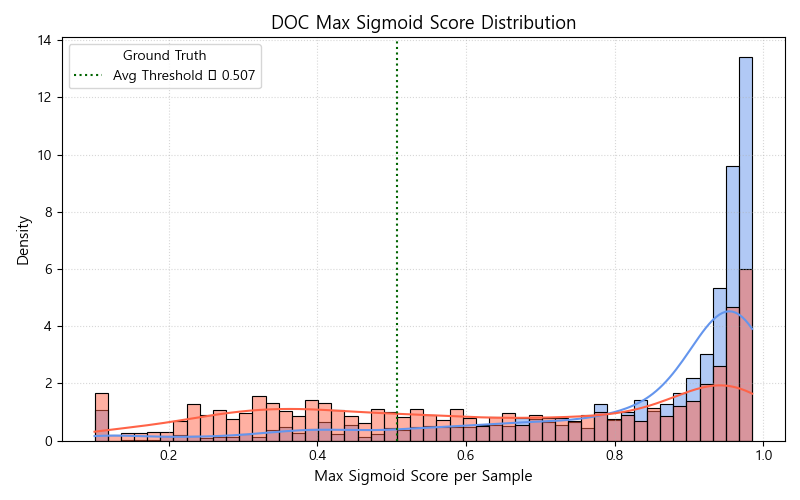 DOC Max Sigmoid Score Distribution
Ground Truth
Avg Threshold 0.507
14
12
10
8
6
4
2
0
Density
0.2 0.4 0.6 0.8 1.0
Max Sigmoid Score per Sample